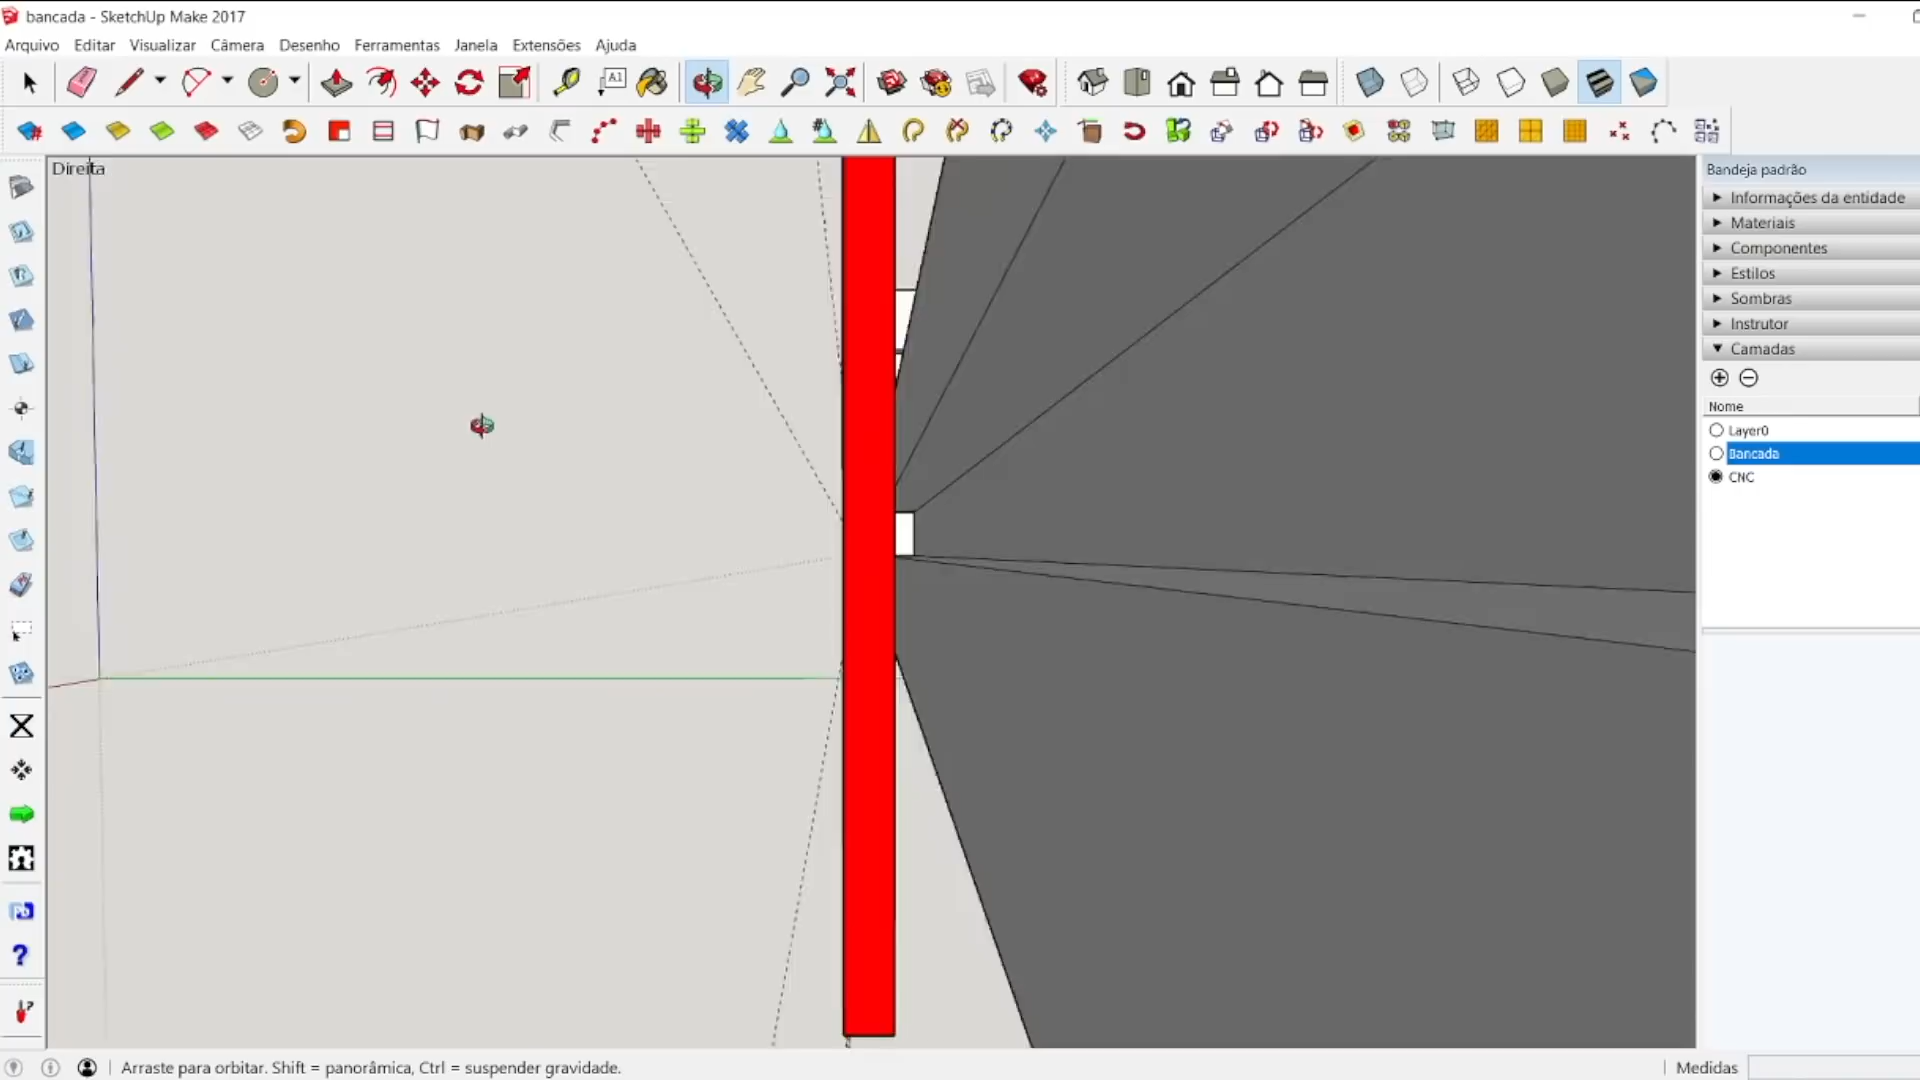 bancada - SketchUp Make 2017
Arquivo Editar Visualizar Câmera Desenho Ferramentas Janela Extensões Ajuda
A1
Direita
Bandeja padrão
Informações da entidade
Materiais
Componentes
Estilos
Sombras
Instrutor
Camadas
Nome
Layer0
Bancada
CNC
?
Arraste para orbitar. Shift = panorâmica, Ctrl = suspender gravidade.
Medidas